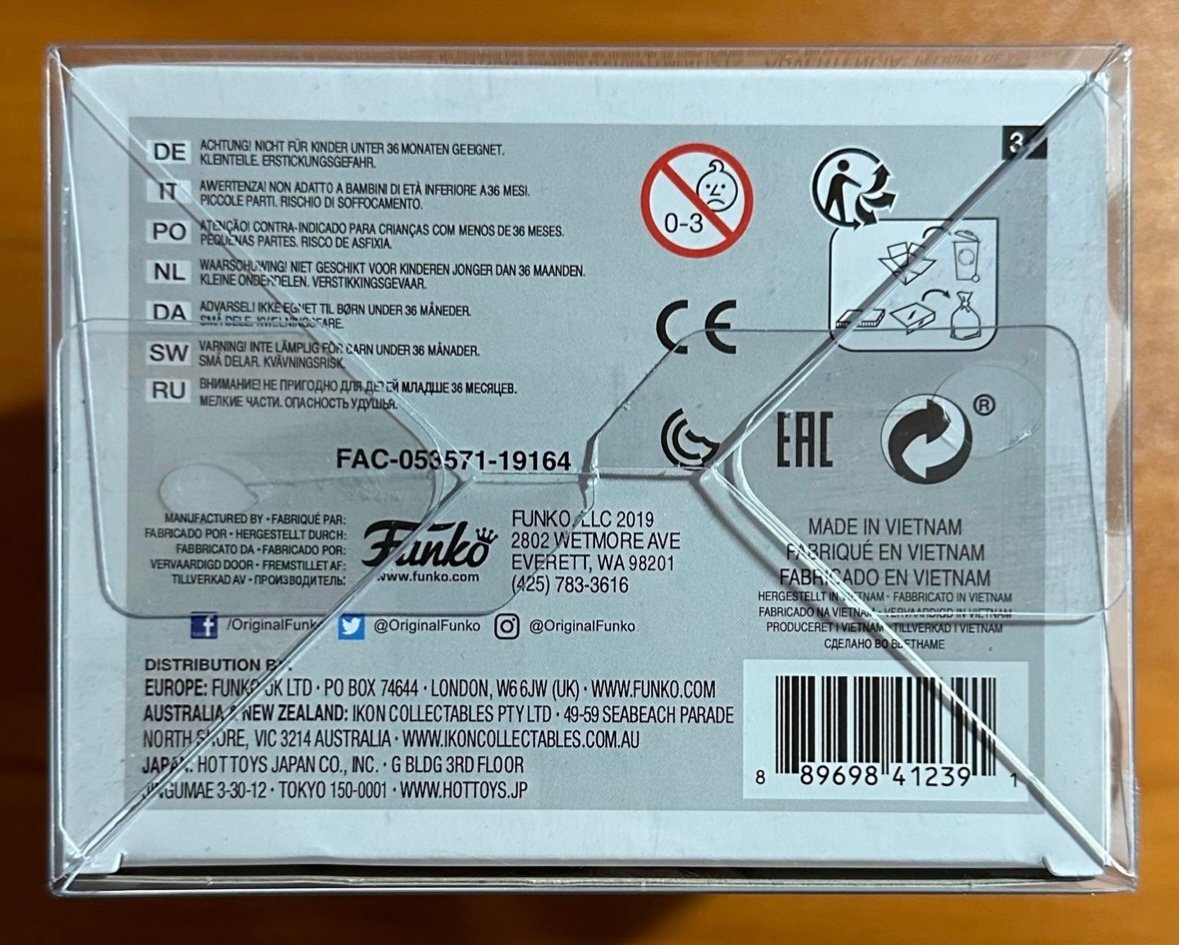 DE ACHTUNG! NICHT FÜR KINDER UNTER 36 MONATEN GEEIGNET.
KLEINTEILE. ERSTICKUNGSGEFAHR.
IT AWERTENZA! NON ADATTO A BAMBINI DI ETÀ INFERIORE A 36 MESI.
PICCOLE PARTI. RISCHIO DI SOFFOCAMENTO.
PO ATENÇÃO! CONTRA-INDICADO PARA CRIANÇAS COM MENOS DE 36 MESES.
PEQUENAS PARTES. RISCO DE ASFIXIA.
NL WAARSCHUWING! NIET GESCHIKT VOOR KINDEREN JONGER DAN 36 MAANDEN.
KLEINE ONDERDELEN. VERSTIKKINGSGEVAAR.
DA ADVARSEL! IKKE EGNET TIL BØRN UNDER 36 MÅNEDER.
SMÅ DELE. KVÆLNINGSFARE.
SW VARNING! INTE LÄMPLIG FÖR BARN UNDER 36 MÅNADER.
SMÅ DELAR. KVÄVNINGSRISK.
RU ВНИМАНИЕ! НЕ ПРИГОДНО ДЛЯ ДЕТЕЙ МЛАДШЕ 36 МЕСЯЦЕВ.
МЕЛКИЕ ЧАСТИ. ОПАСНОСТЬ УДУШЬЯ.
0-3
3
CE
EAC
®
FAC-053571-19164
MANUFACTURED BY • FABRIQUÉ PAR:
FABRICADO POR • HERGESTELLT DURCH:
FABBRICATO DA • FABRICADO POR:
VERVAARDIGD DOOR • FREMSTILLET AF:
TILLVERKAD AV • ПРОИЗВОДИТЕЛЬ:
Funko
www.funko.com
FUNKO, LLC 2019
2802 WETMORE AVE
EVERETT, WA 98201
(425) 783-3616
MADE IN VIETNAM
FABRIQUÉ EN VIETNAM
FABRICADO EN VIETNAM
HERGESTELLT IN VIETNAM • FABBRICATO IN VIETNAM
FABRICADO NA VIETNAM • VERVAARDIGD IN VIETNAM
PRODUCERET I VIETNAM • TILLVERKAD I VIETNAM
СДЕЛАНО ВО ВЬЕТНАМЕ
/OriginalFunko @OriginalFunko @OriginalFunko
DISTRIBUTION BY:
EUROPE: FUNKO UK LTD • PO BOX 74644 • LONDON, W6 6JW (UK) • WWW.FUNKO.COM
AUSTRALIA & NEW ZEALAND: IKON COLLECTABLES PTY LTD • 49-59 SEABEACH PARADE
NORTH SHORE, VIC 3214 AUSTRALIA • WWW.IKONCOLLECTABLES.COM.AU
JAPAN: HOT TOYS JAPAN CO., INC. • G BLDG 3RD FLOOR
JINGUMAE 3-30-12 • TOKYO 150-0001 • WWW.HOTTOYS.JP
8 89698 41239 1